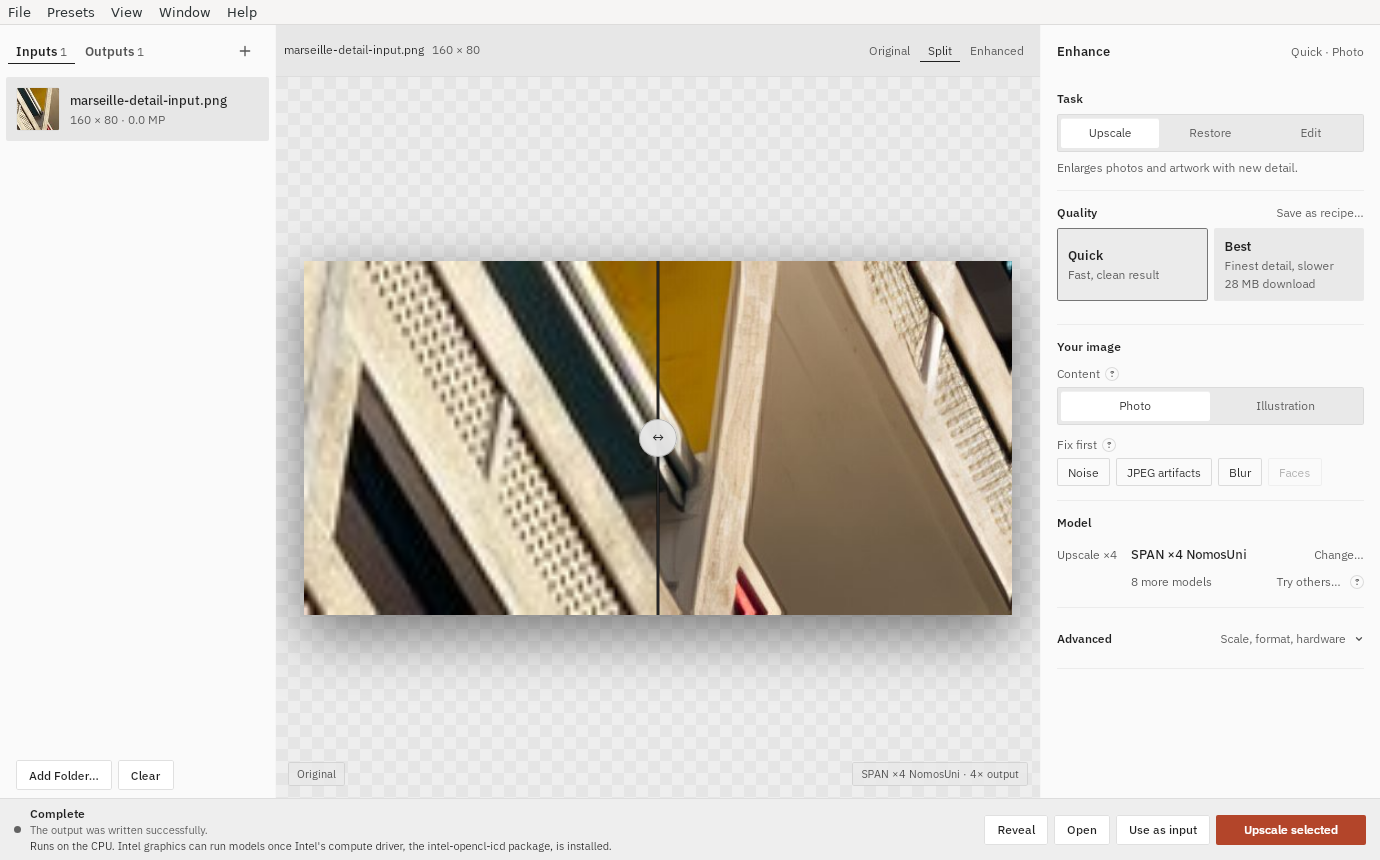 File Presets View Window Help
Inputs 1 Outputs 1 +
marseille-detail-input.png
160 × 80 · 0.0 MP
Add Folder... Clear
marseille-detail-input.png 160 × 80
Original Split Enhanced
Original
SPAN ×4 NomosUni · 4× output
Enhance Quick · Photo
Task
Upscale Restore Edit
Enlarges photos and artwork with new detail.
Quality Save as recipe...
Quick
Fast, clean result
Best
Finest detail, slower
28 MB download
Your image
Content ?
Photo Illustration
Fix first ?
Noise JPEG artifacts Blur Faces
Model
Upscale ×4 SPAN ×4 NomosUni Change...
8 more models Try others... ?
Advanced Scale, format, hardware
Complete
The output was written successfully.
Runs on the CPU. Intel graphics can run models once Intel's compute driver, the intel-opencl-icd package, is installed.
Reveal Open Use as input Upscale selected